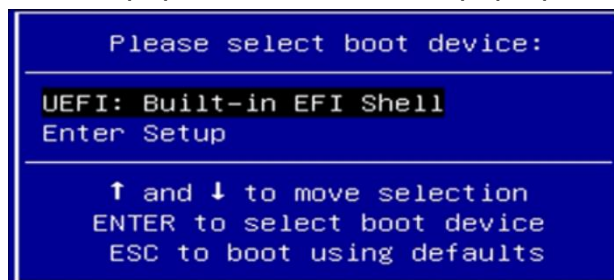 Please select boot device:
UEFI: Built-in EFI Shell
Enter Setup
↑ and ↓ to move selection
ENTER to select boot device
ESC to boot using defaults